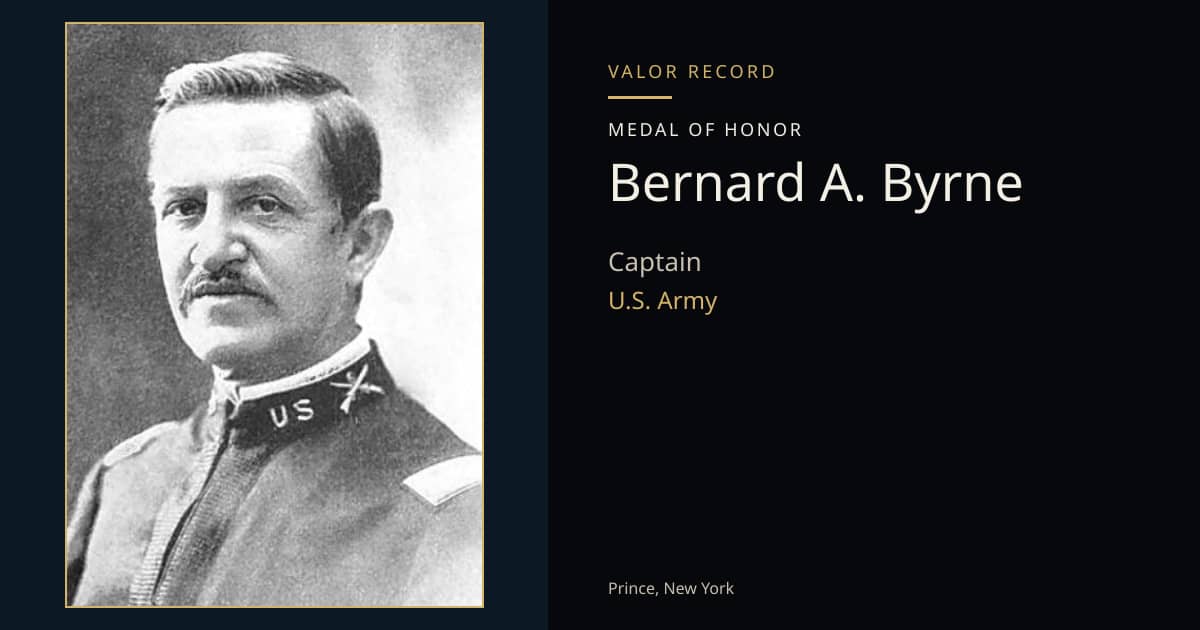 VALOR RECORD
MEDAL OF HONOR
Bernard A. Byrne
Captain
U.S. Army
US
Prince, New York